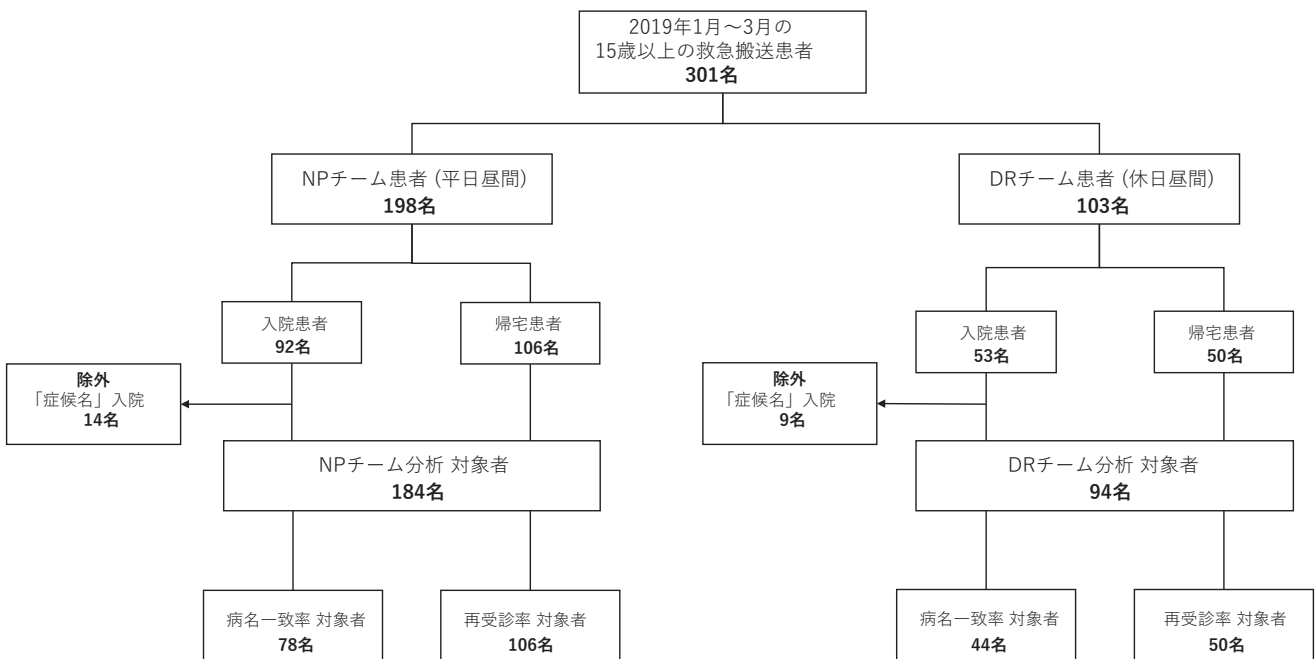 2019年1月～3月の
15歳以上の救急搬送患者
301名
NPチーム患者 (平日昼間)
198名
DRチーム患者 (休日昼間)
103名
入院患者
92名
帰宅患者
106名
入院患者
53名
帰宅患者
50名
除外
「症候名」入院
14名
除外
「症候名」入院
9名
NPチーム分析 対象者
184名
DRチーム分析 対象者
94名
病名一致率 対象者
78名
再受診率 対象者
106名
病名一致率 対象者
44名
再受診率 対象者
50名